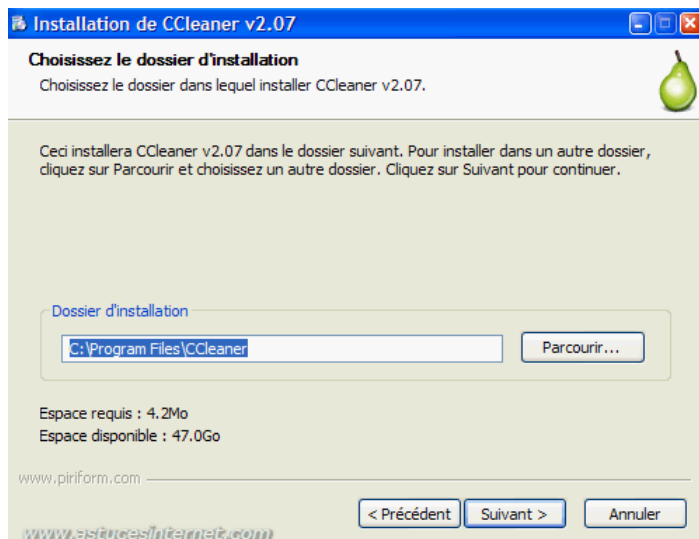 Installation de CCleaner v2.07
Choisissez le dossier d'installation
Choisissez le dossier dans lequel installer CCleaner v2.07.
Ceci installera CCleaner v2.07 dans le dossier suivant. Pour installer dans un autre dossier,
cliquez sur Parcourir et choisissez un autre dossier. Cliquez sur Suivant pour continuer.
Dossier d'installation
C:\Program Files\CCleaner
Parcourir...
Espace requis : 4.2Mo
Espace disponible : 47.0Go
www.piriform.com
< Précédent
Suivant >
Annuler
www.astucesinternet.com